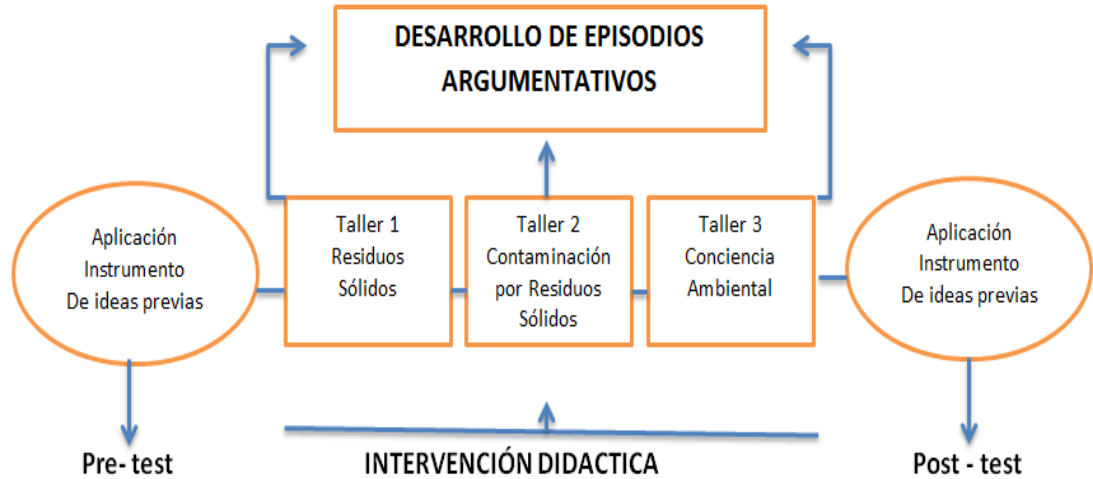 DESARROLLO DE EPISODIOS
ARGUMENTATIVOS
Aplicación
Instrumento
De ideas previas
Taller 1
Residuos
Sólidos
Taller 2
Contaminación
por Residuos
Sólidos
Taller 3
Conciencia
Ambiental
Aplicación
Instrumento
De ideas previas
Pre- test
INTERVENCIÓN DIDACTICA
Post - test